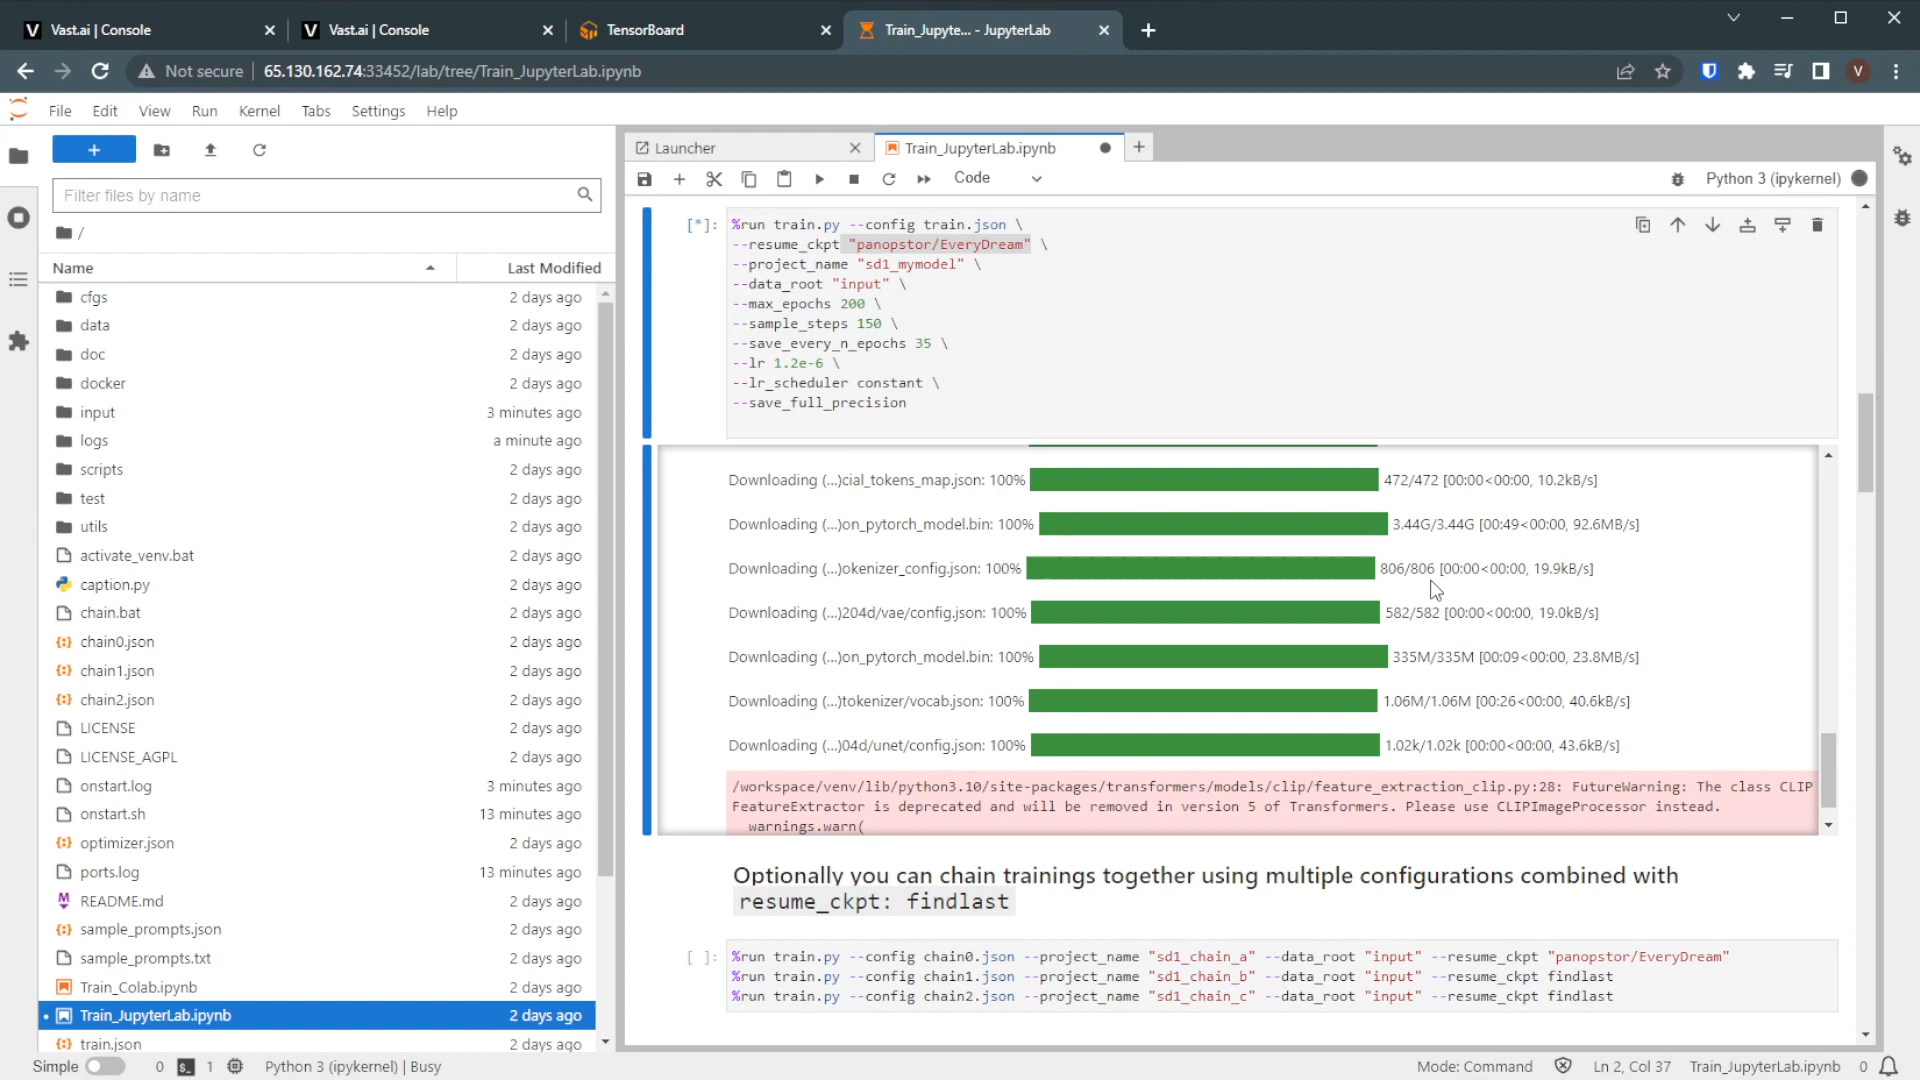 Vast.ai | Console
Vast.ai | Console
TensorBoard
Train_Jupyte... - JupyterLab
Not secure
65.130.162.74:33452/lab/tree/Train_JupyterLab.ipynb
V
File Edit View Run Kernel Tabs Settings Help
Filter files by name
/
Name Last Modified
cfgs 2 days ago
data 2 days ago
doc 2 days ago
docker 2 days ago
input 3 minutes ago
logs a minute ago
scripts 2 days ago
test 2 days ago
utils 2 days ago
activate_venv.bat 2 days ago
caption.py 2 days ago
chain.bat 2 days ago
chain0.json 2 days ago
chain1.json 2 days ago
chain2.json 2 days ago
LICENSE 2 days ago
LICENSE_AGPL 2 days ago
onstart.log 3 minutes ago
onstart.sh 13 minutes ago
optimizer.json 2 days ago
ports.log 13 minutes ago
README.md 2 days ago
sample_prompts.json 2 days ago
sample_prompts.txt 2 days ago
Train_Colab.ipynb 2 days ago
Train_JupyterLab.ipynb 2 days ago
train.json 2 days ago
Launcher
Train_JupyterLab.ipynb
Code
Python 3 (ipykernel)
[*]: %run train.py --config train.json \
--resume_ckpt "panopstor/EveryDream" \
--project_name "sd1_mymodel" \
--data_root "input" \
--max_epochs 200 \
--sample_steps 150 \
--save_every_n_epochs 35 \
--lr 1.2e-6 \
--lr_scheduler constant \
--save_full_precision
Downloading (...)cial_tokens_map.json: 100% 472/472 [00:00<00:00, 10.2kB/s]
Downloading (...)on_pytorch_model.bin: 100% 3.44G/3.44G [00:49<00:00, 92.6MB/s]
Downloading (...)okenizer_config.json: 100% 806/806 [00:00<00:00, 19.9kB/s]
Downloading (...)204d/vae/config.json: 100% 582/582 [00:00<00:00, 19.0kB/s]
Downloading (...)on_pytorch_model.bin: 100% 335M/335M [00:09<00:00, 23.8MB/s]
Downloading (...)tokenizer/vocab.json: 100% 1.06M/1.06M [00:26<00:00, 40.6kB/s]
Downloading (...)04d/unet/config.json: 100% 1.02k/1.02k [00:00<00:00, 43.6kB/s]
/workspace/venv/lib/python3.10/site-packages/transformers/models/clip/feature_extraction_clip.py:28: FutureWarning: The class CLIP
FeatureExtractor is deprecated and will be removed in version 5 of Transformers. Please use CLIPImageProcessor instead.
warnings.warn(
Optionally you can chain trainings together using multiple configurations combined with
resume_ckpt: findlast
[ ]: %run train.py --config chain0.json --project_name "sd1_chain_a" --data_root "input" --resume_ckpt "panopstor/EveryDream"
%run train.py --config chain1.json --project_name "sd1_chain_b" --data_root "input" --resume_ckpt findlast
%run train.py --config chain2.json --project_name "sd1_chain_c" --data_root "input" --resume_ckpt findlast
Simple 0 1 Python 3 (ipykernel) | Busy
Mode: Command Ln 2, Col 37 Train_JupyterLab.ipynb 0